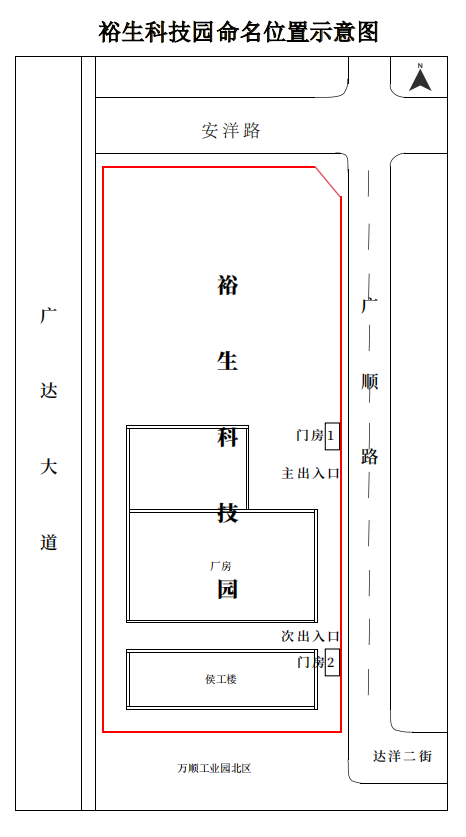 裕生科技园命名位置示意图
N
安洋路
广达大道
裕生科技园
广顺路
门房1
主出入口
厂房
次出入口
门房2
侯工楼
达洋二街
万顺工业园北区